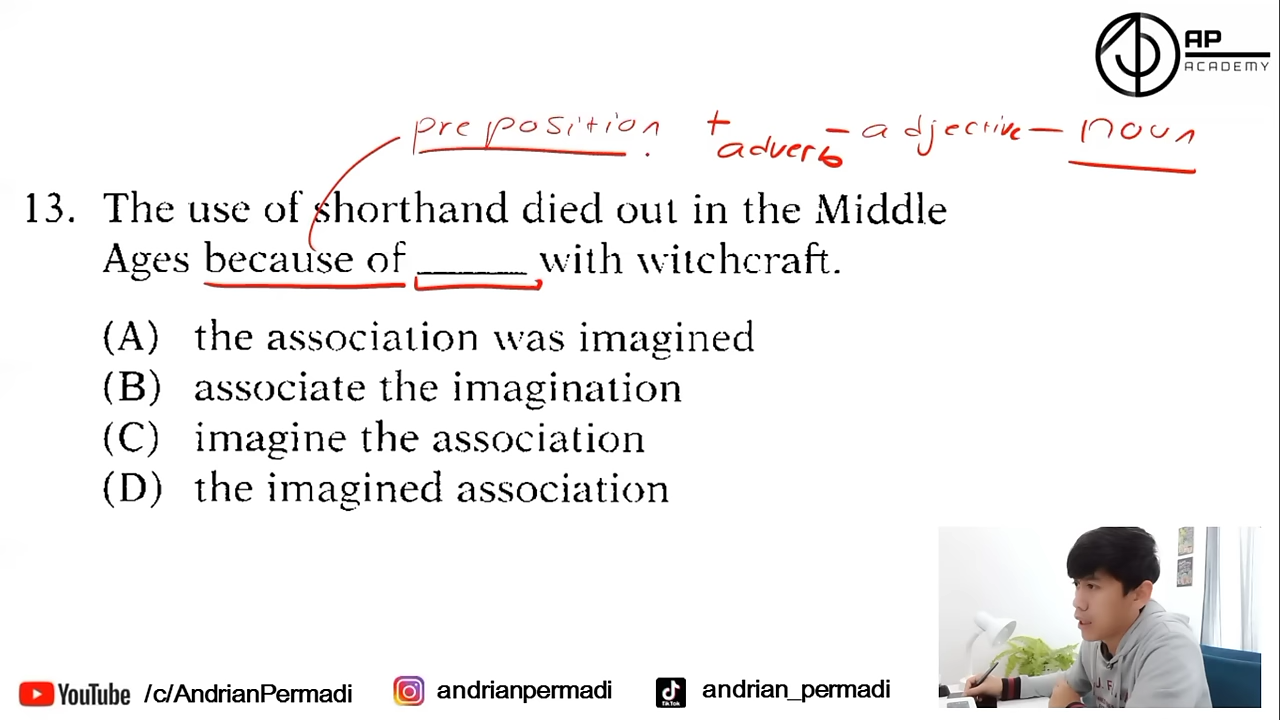 AP
ACADEMY
preposition. + adverb - adjective - noun
13. The use of shorthand died out in the Middle
Ages because of ______ with witchcraft.
(A) the association was imagined
(B) associate the imagination
(C) imagine the association
(D) the imagined association
YouTube /c/AndrianPermadi andrianpermadi TikTok andrian_permadi